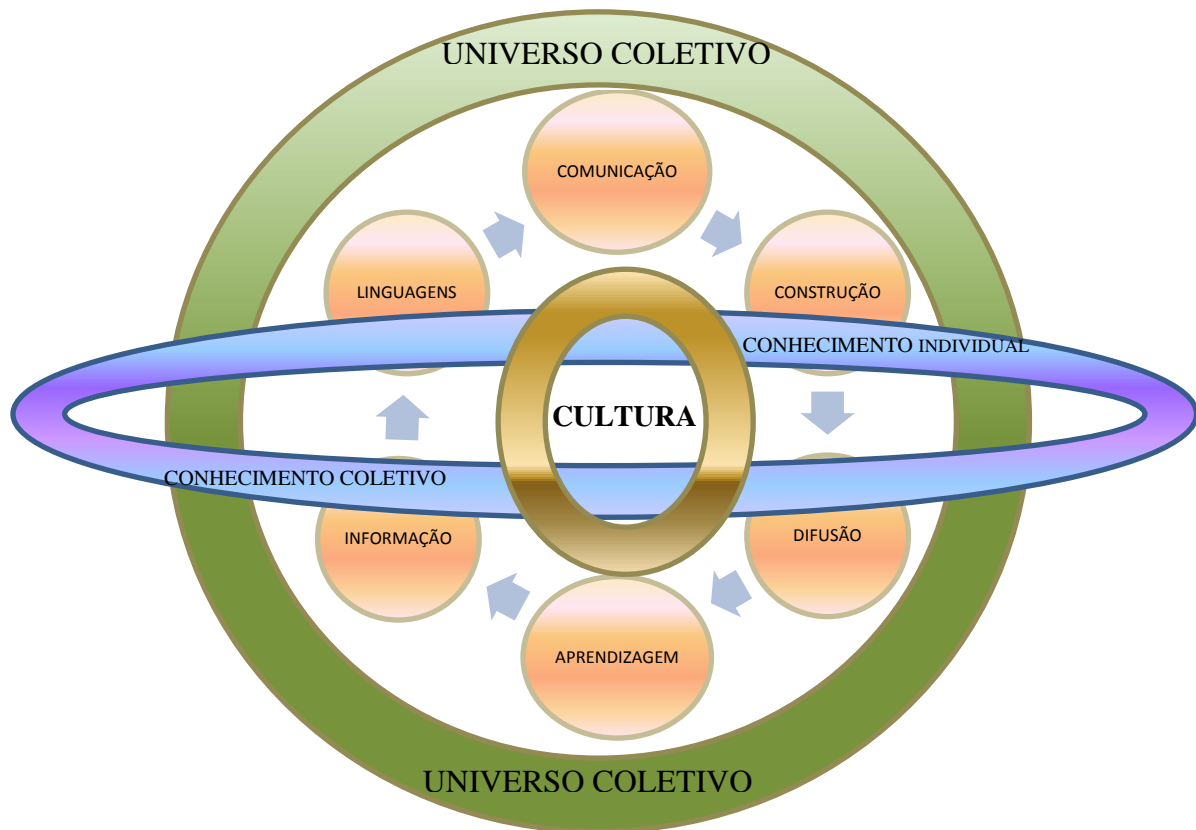 UNIVERSO COLETIVO
COMUNICAÇÃO
LINGUAGENS
CONSTRUÇÃO
CONHECIMENTO INDIVIDUAL
CULTURA
CONHECIMENTO COLETIVO
INFORMAÇÃO
DIFUSÃO
APRENDIZAGEM
UNIVERSO COLETIVO